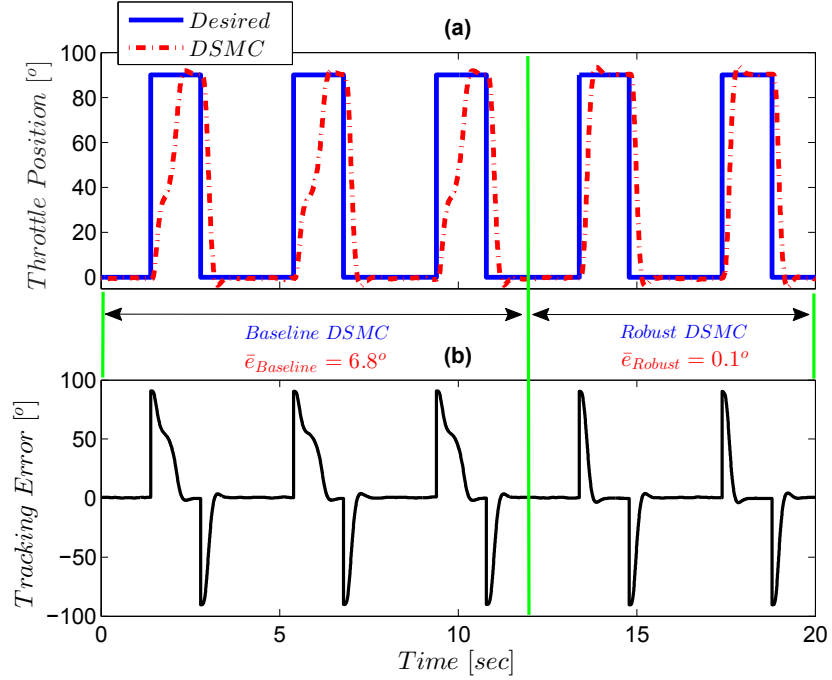 (a)
Desired
DSMC
Throttle Position [°]
100
80
60
40
20
0
Baseline DSMC
ē_Baseline = 6.8°
Robust DSMC
ē_Robust = 0.1°
(b)
Tracking Error [°]
100
50
0
−50
−100
0
5
10
15
20
Time [sec]